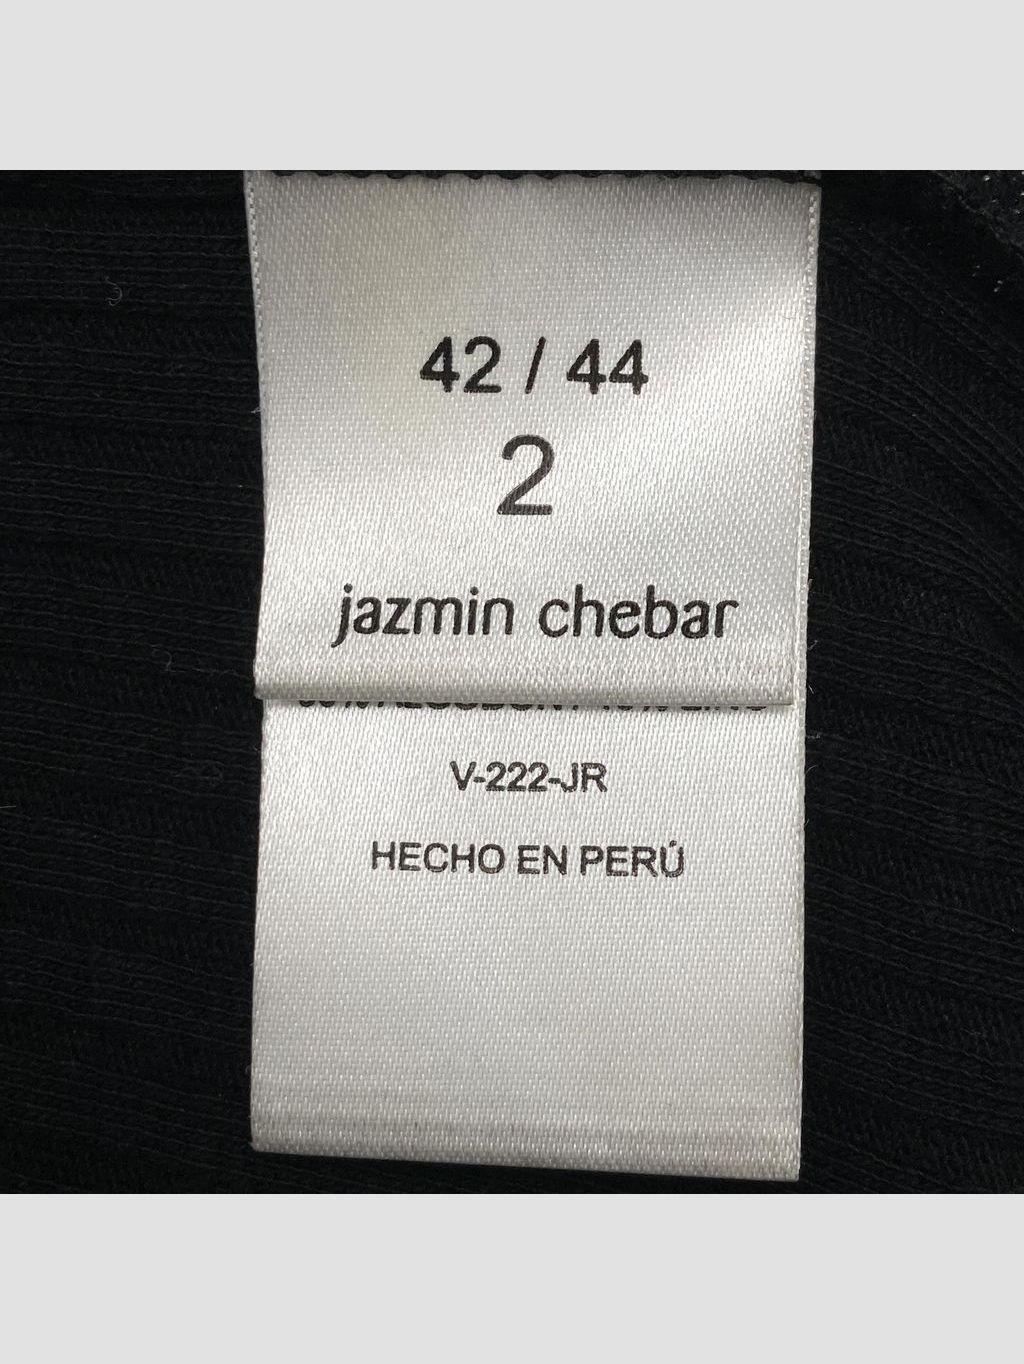 42 / 44
2
jazmin chebar
V-222-JR
HECHO EN PERÚ